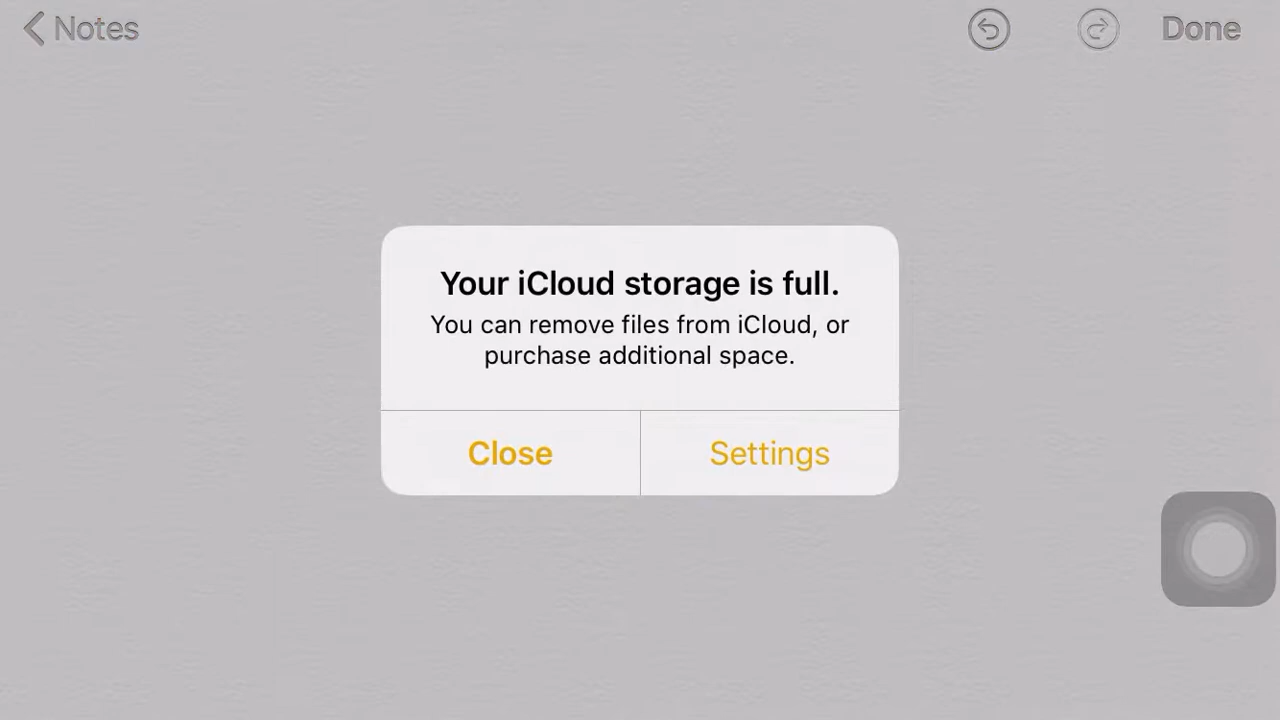 Notes
Done
Your iCloud storage is full.
You can remove files from iCloud, or
purchase additional space.
Close
Settings